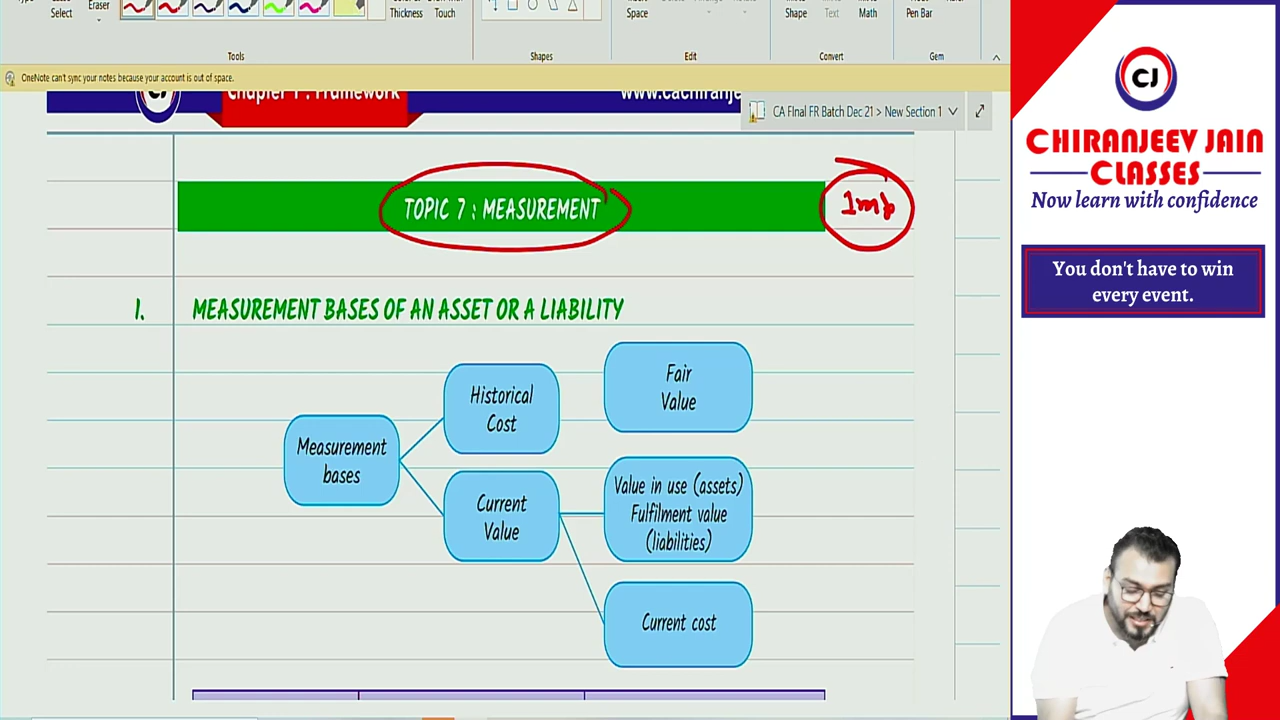 Type
Select
Eraser
Thickness
Touch
Space
Shape
Text
Math
Pen Bar
Tools
Shapes
Edit
Convert
Gem
OneNote can't sync your notes because your account is out of space.
CJ
Chapter 1 : Framework
www.cachiranje
CA FInal FR Batch Dec 21 > New Section 1
TOPIC 7 : MEASUREMENT
Imp
1. MEASUREMENT BASES OF AN ASSET OR A LIABILITY
Measurement
bases
Historical
Cost
Current
Value
Fair
Value
Value in use (assets)
Fulfilment value
(liabilities)
Current cost
CJ
CHIRANJEEV JAIN
CLASSES
Now learn with confidence
You don't have to win
every event.